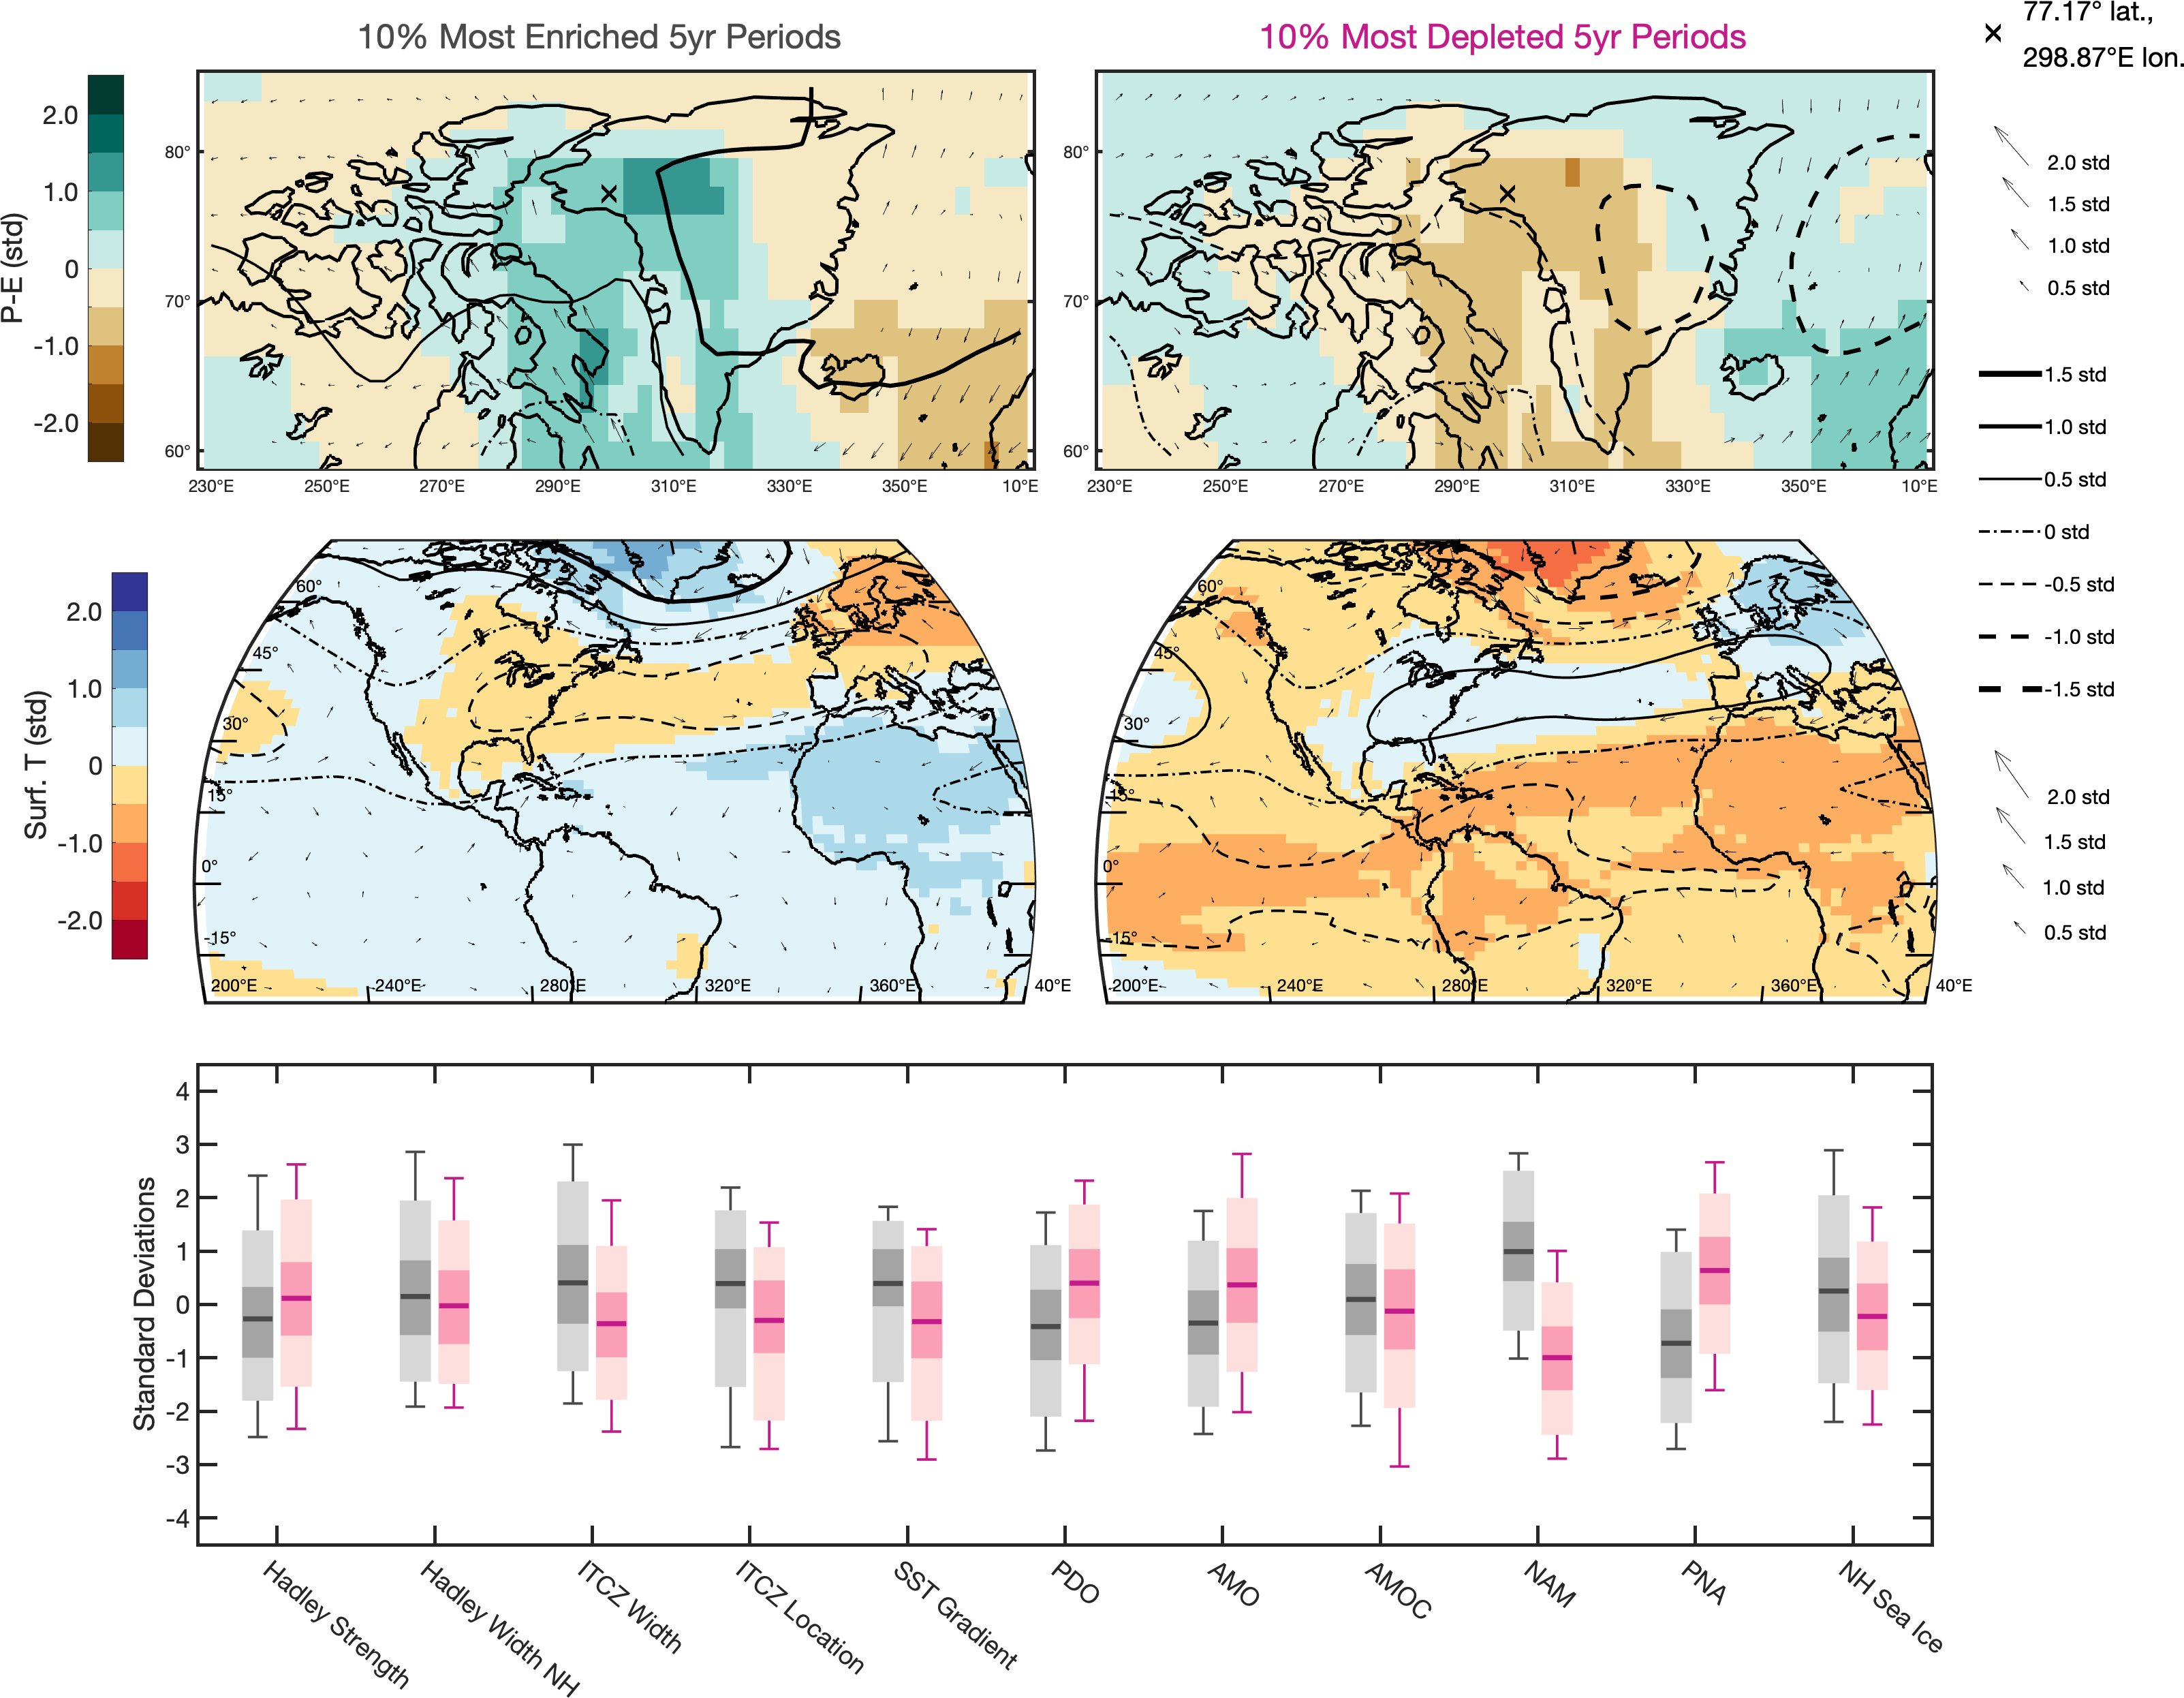 10% Most Enriched 5yr Periods
10% Most Depleted 5yr Periods
77.17° lat.,
298.87°E lon.
P-E (std)
2.0
1.0
0
-1.0
-2.0
80°
70°
60°
230°E 250°E 270°E 290°E 310°E 330°E 350°E 10°E
80°
70°
60°
230°E 250°E 270°E 290°E 310°E 330°E 350°E 10°E
2.0 std
1.5 std
1.0 std
0.5 std
1.5 std
1.0 std
0.5 std
0 std
-0.5 std
-1.0 std
-1.5 std
Surf. T (std)
2.0
1.0
0
-1.0
-2.0
60°
45°
30°
15°
0°
-15°
200°E 240°E 280°E 320°E 360°E 40°E
60°
45°
30°
15°
0°
-15°
200°E 240°E 280°E 320°E 360°E 40°E
2.0 std
1.5 std
1.0 std
0.5 std
Standard Deviations
4
3
2
1
0
-1
-2
-3
-4
Hadley Strength
Hadley Width NH
ITCZ Width
ITCZ Location
SST Gradient
PDO
AMO
AMOC
NAM
PNA
NH Sea Ice